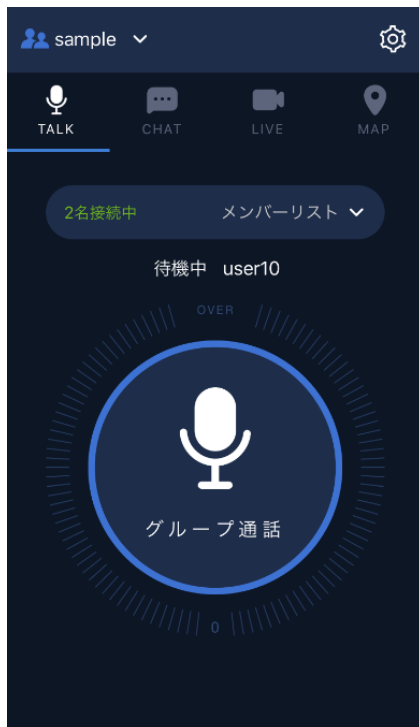 sample
TALK CHAT LIVE MAP
2名接続中 メンバーリスト
待機中 user10
OVER
グループ通話
0